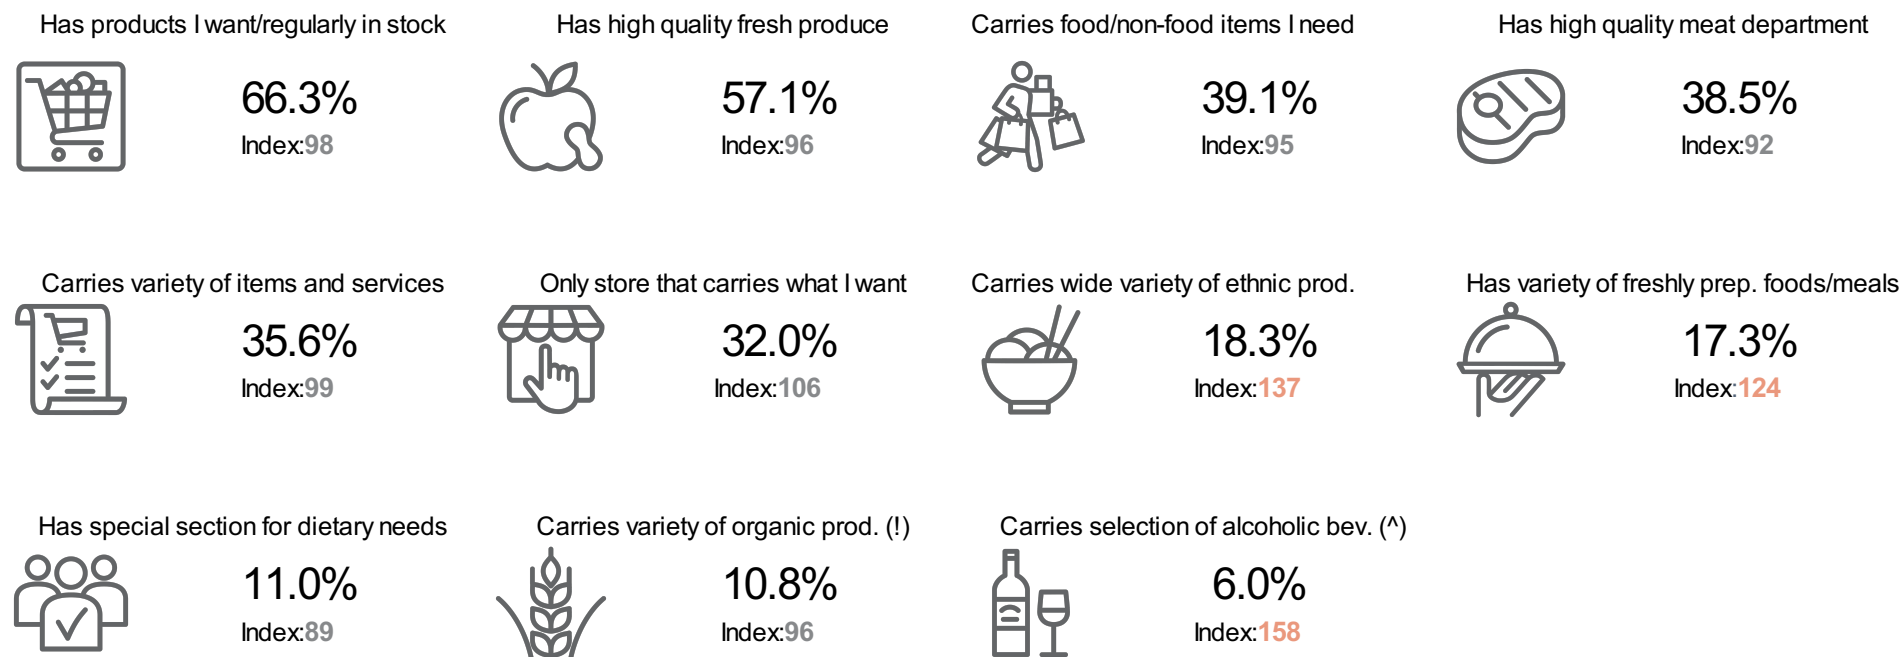 Has products I want/regularly in stock
66.3%
Index:98
Has high quality fresh produce
57.1%
Index:96
Carries food/non-food items I need
39.1%
Index:95
Has high quality meat department
38.5%
Index:92
Carries variety of items and services
35.6%
Index:99
Only store that carries what I want
32.0%
Index:106
Carries wide variety of ethnic prod.
18.3%
Index:137
Has variety of freshly prep. foods/meals
17.3%
Index:124
Has special section for dietary needs
11.0%
Index:89
Carries variety of organic prod. (!)
10.8%
Index:96
Carries selection of alcoholic bev. (^)
6.0%
Index:158